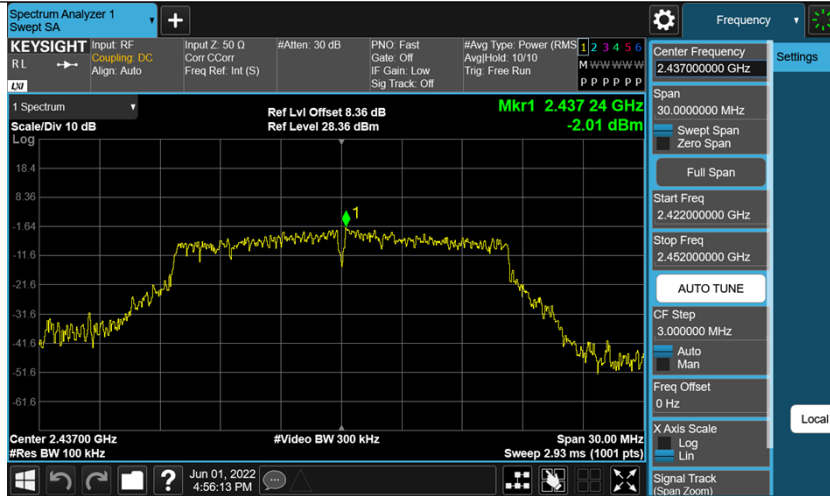 Spectrum Analyzer 1
Swept SA
▼
+
Frequency
▼
KEYSIGHT
RL
LXI
Input: RF
Coupling: DC
Align: Auto
Input Z: 50 Ω
Corr CCorr
Freq Ref: Int (S)
#Atten: 30 dB
PNO: Fast
Gate: Off
IF Gain: Low
Sig Track: Off
#Avg Type: Power (RMS
Avg|Hold: 10/10
Trig: Free Run
1 2 3 4 5 6
M W W W W W
P P P P P P
1 Spectrum
▼
Scale/Div 10 dB
Log
Ref Lvl Offset 8.36 dB
Ref Level 28.36 dBm
Mkr1 2.437 24 GHz
-2.01 dBm
18.4
8.36
-1.64
-11.6
-21.6
-31.6
-41.6
-51.6
-61.6
1
Center 2.43700 GHz
#Res BW 100 kHz
#Video BW 300 kHz
Span 30.00 MHz
Sweep 2.93 ms (1001 pts)
?
Jun 01, 2022
4:56:13 PM
Center Frequency
2.437000000 GHz
Span
30.0000000 MHz
Swept Span
Zero Span
Full Span
Start Freq
2.422000000 GHz
Stop Freq
2.452000000 GHz
AUTO TUNE
CF Step
3.000000 MHz
Auto
Man
Freq Offset
0 Hz
X Axis Scale
Log
Lin
Signal Track
(Span Zoom)
Settings
Local